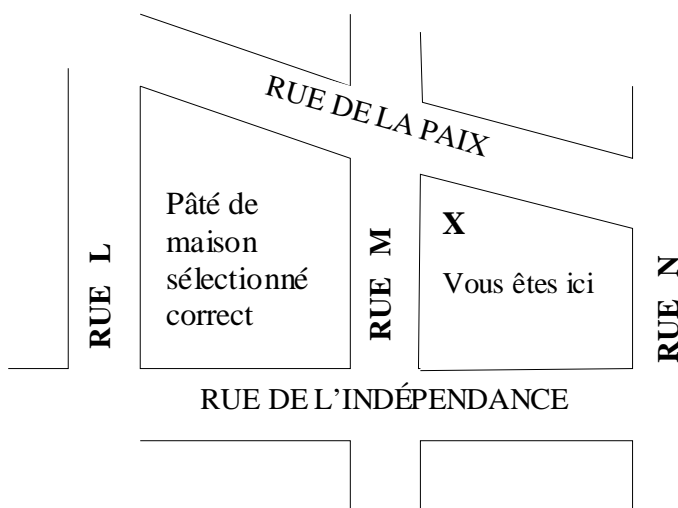 RUE DE LA PAIX
RUE L
Pâté de
maison
sélectionné
correct
RUE M
X
Vous êtes ici
RUE N
RUE DE L’INDÉPENDANCE